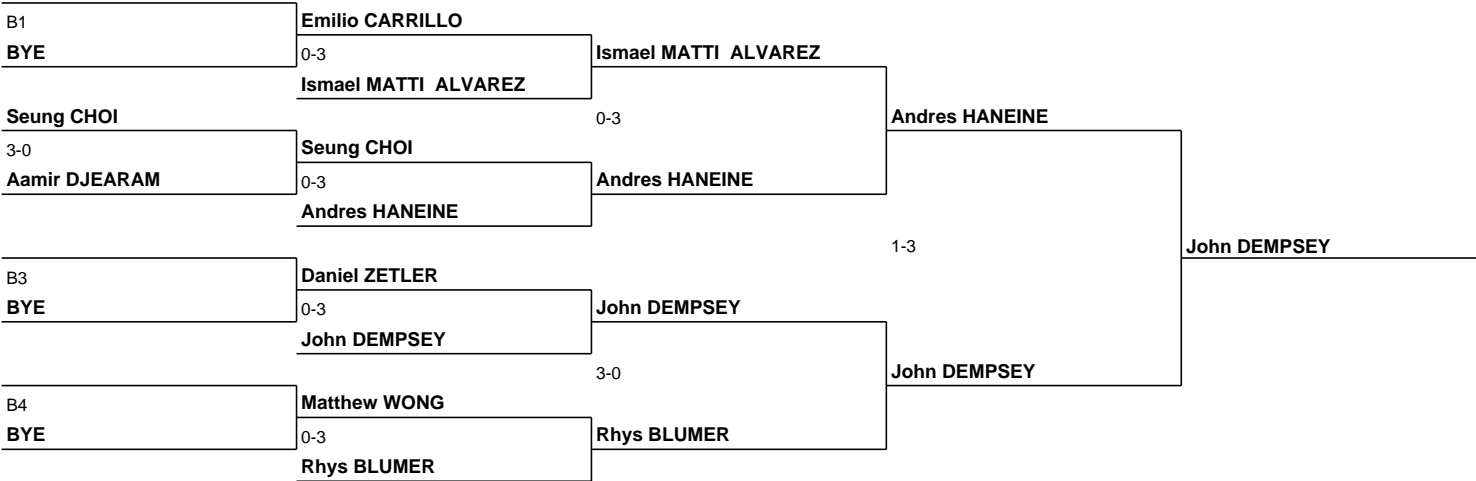 B1
BYE
Seung CHOI
3-0
Aamir DJEARAM
B3
BYE
B4
BYE
Emilio CARRILLO
0-3
Ismael MATTI  ALVAREZ
Seung CHOI
0-3
Andres HANEINE
Daniel ZETLER
0-3
John DEMPSEY
Matthew WONG
0-3
Rhys BLUMER
Ismael MATTI  ALVAREZ
0-3
Andres HANEINE
John DEMPSEY
3-0
Rhys BLUMER
Andres HANEINE
1-3
John DEMPSEY
John DEMPSEY